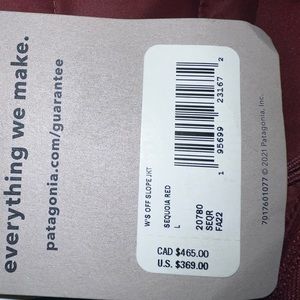 everything we make.
patagonia.com/guarantee
W'S OFF SLOPE JKT
SEQUOIA RED
L
20780
SEQR
FA22
1 95699 23167 2
CAD $465.00
U.S. $369.00
7017601077 © 2021 Patagonia, Inc.